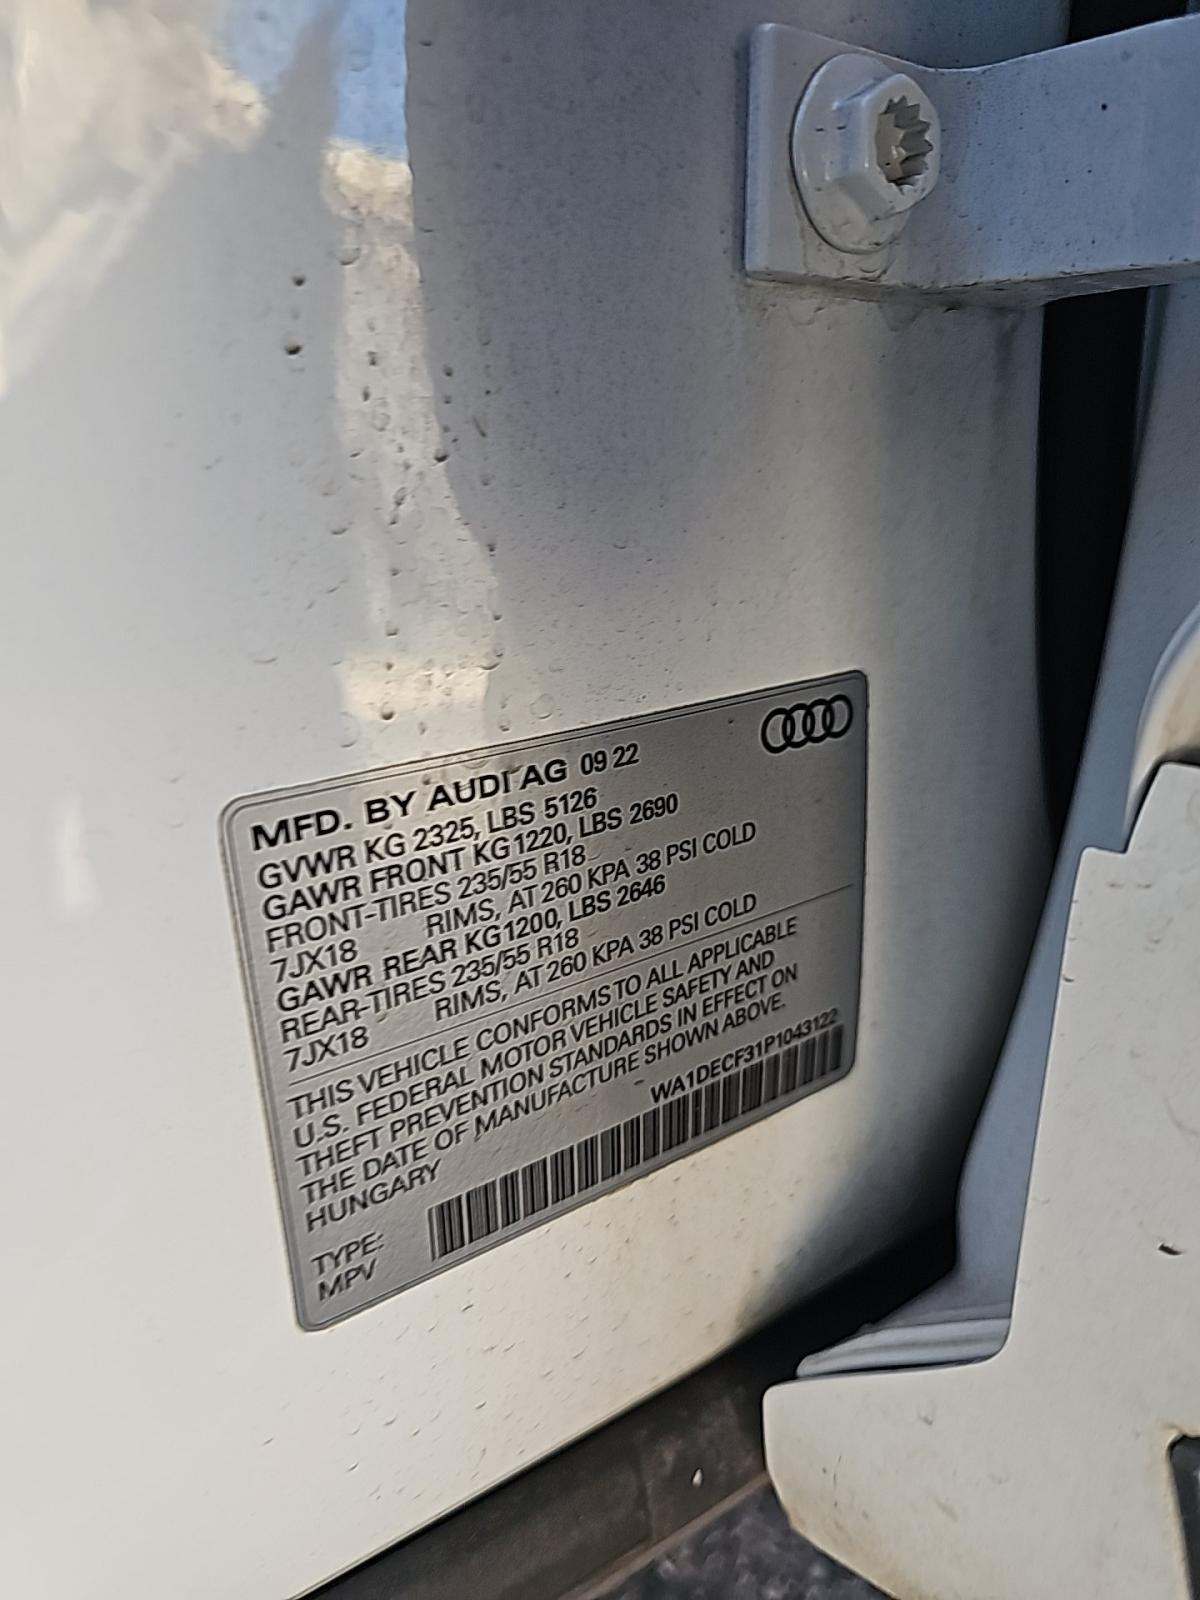 MFD. BY AUDI AG 09 22
GVWR KG 2325, LBS 5126
GAWR FRONT KG1220, LBS 2690
FRONT-TIRES 235/55 R18
7JX18 RIMS, AT 260 KPA 38 PSI COLD
GAWR REAR KG1200, LBS 2646
REAR-TIRES 235/55 R18
7JX18 RIMS, AT 260 KPA 38 PSI COLD
THIS VEHICLE CONFORMS TO ALL APPLICABLE
U.S. FEDERAL MOTOR VEHICLE SAFETY AND
THEFT PREVENTION STANDARDS IN EFFECT ON
THE DATE OF MANUFACTURE SHOWN ABOVE.
HUNGARY
WA1DECF31P1043122
TYPE:
MPV